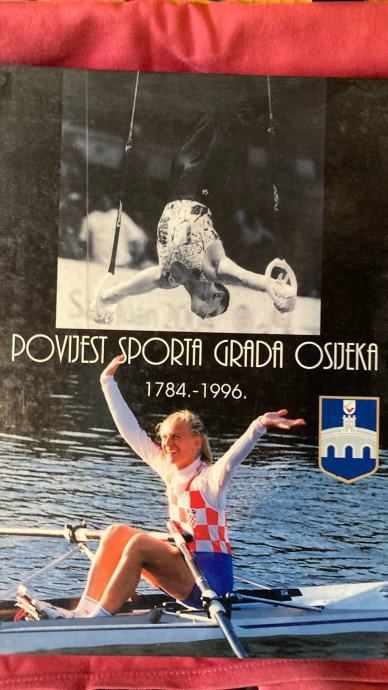 POVIJEST SPORTA GRADA OSIJEKA
1784.-1996.